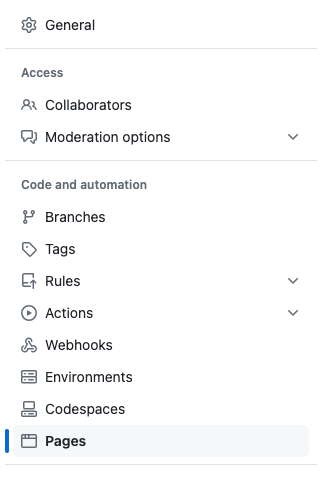 General
Access
Collaborators
Moderation options
Code and automation
Branches
Tags
Rules
Actions
Webhooks
Environments
Codespaces
Pages